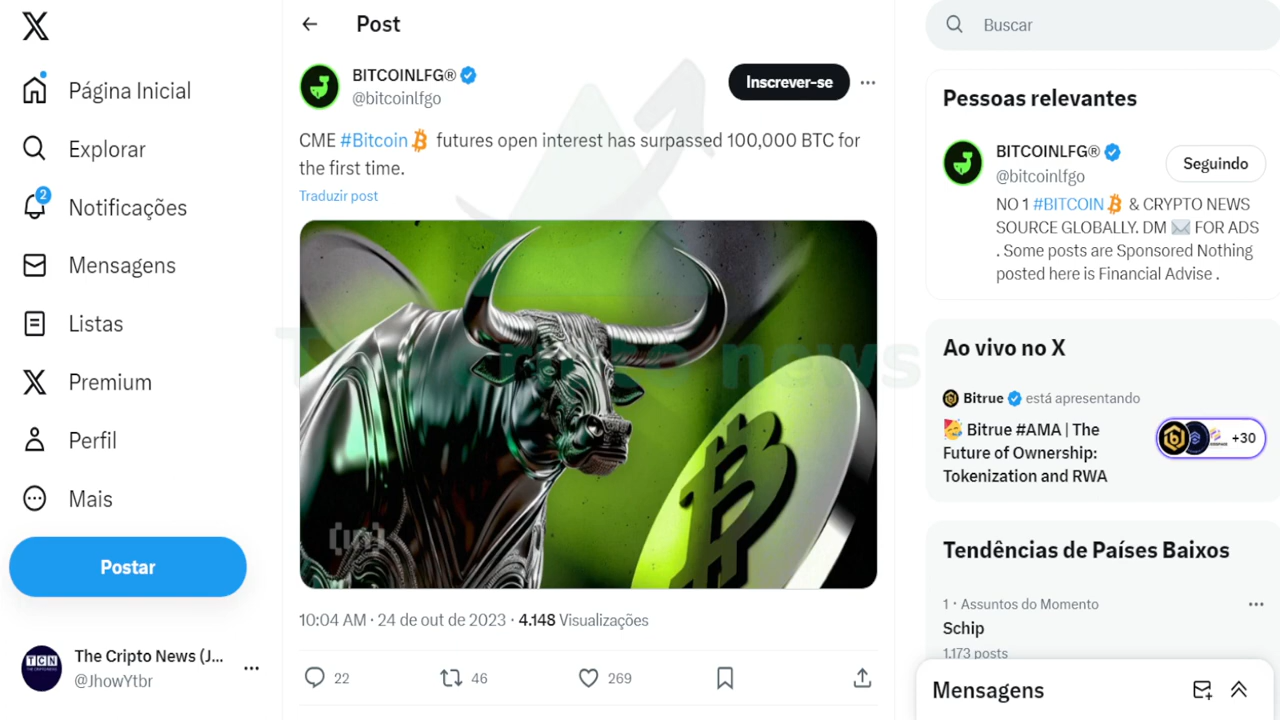 Post
Buscar
Página Inicial
Explorar
2
Notificações
Mensagens
Listas
Premium
Perfil
Mais
Postar
TCN
The Cripto News (J...
@JhowYtbr
BITCOINLFG®
@bitcoinlfgo
Inscrever-se
CME #Bitcoin futures open interest has surpassed 100,000 BTC for
the first time.
Traduzir post
10:04 AM · 24 de out de 2023 · 4.148 Visualizações
22
46
269
Pessoas relevantes
BITCOINLFG®
@bitcoinlfgo
Seguindo
NO 1 #BITCOIN & CRYPTO NEWS
SOURCE GLOBALLY. DM FOR ADS
. Some posts are Sponsored Nothing
posted here is Financial Advise .
Ao vivo no X
Bitrue está apresentando
Bitrue #AMA | The
Future of Ownership:
Tokenization and RWA
+30
Tendências de Países Baixos
1 · Assuntos do Momento
Schip
1.173 posts
Mensagens